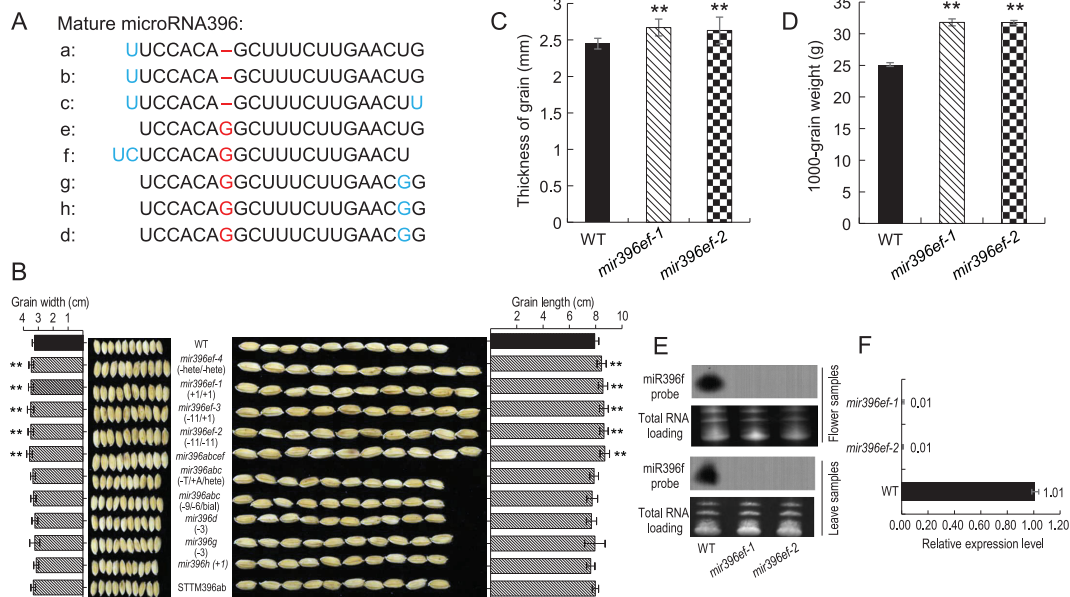 A
Mature microRNA396:
a: UUCCACA–GCUUUCUUGAACUG
b: UUCCACA–GCUUUCUUGAACUG
c: UUCCACA–GCUUUCUUGAACUU
e: UCCACAGGCUUUCUUGAACUG
f: UCUCCACAGGCUUUCUUGAACU
g: UCCACAGGCUUUCUUGAACGG
h: UCCACAGGCUUUCUUGAACGG
d: UCCACAGGCUUUCUUGAACGG
B
Grain width (cm)
4 3 2 1
Grain length (cm)
2 4 6 8 10
WT
** mir396ef-4 **
(-hete/-hete)
** mir396ef-1 **
(+1/+1)
** mir396ef-3 **
(-11/+1)
** mir396ef-2 **
(-11/-11)
** mir396abcef **
mir396abc
(-T/+A/hete)
mir396abc
(-9/-6/bial)
mir396d
(-3)
mir396g
(-3)
mir396h (+1)
STTM396ab
C
Thickness of grain (mm)
3
2.5
2
1.5
1
0.5
0
** **
WT
mir396ef-1
mir396ef-2
D
1000-grain weight (g)
35
30
25
20
15
10
5
0
** **
WT
mir396ef-1
mir396ef-2
E
miR396f
probe
Total RNA
loading
Flower samples
miR396f
probe
Total RNA
loading
Leave samples
WT
mir396ef-1
mir396ef-2
F
mir396ef-1 0.01
mir396ef-2 0.01
WT 1.01
0.00 0.20 0.40 0.60 0.80 1.00 1.20
Relative expression level